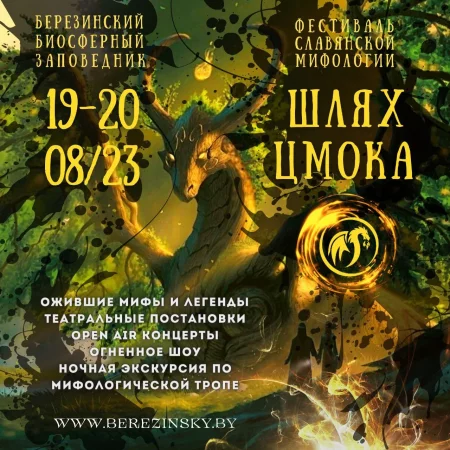 БЕРЕЗИНСКИЙ
БИОСФЕРНЫЙ
ЗАПОВЕДНИК
19-20
08/23
ФЕСТИВАЛЬ
СЛАВЯНСКОЙ
МИФОЛОГИИ
ШЛЯХ
ЦМОКА
ОЖИВШИЕ МИФЫ И ЛЕГЕНДЫ
ТЕАТРАЛЬНЫЕ ПОСТАНОВКИ
OPEN AIR КОНЦЕРТЫ
ОГНЕННОЕ ШОУ
НОЧНАЯ ЭКСКУРСИЯ ПО
МИФОЛОГИЧЕСКОЙ ТРОПЕ
WWW.BEREZINSKY.BY